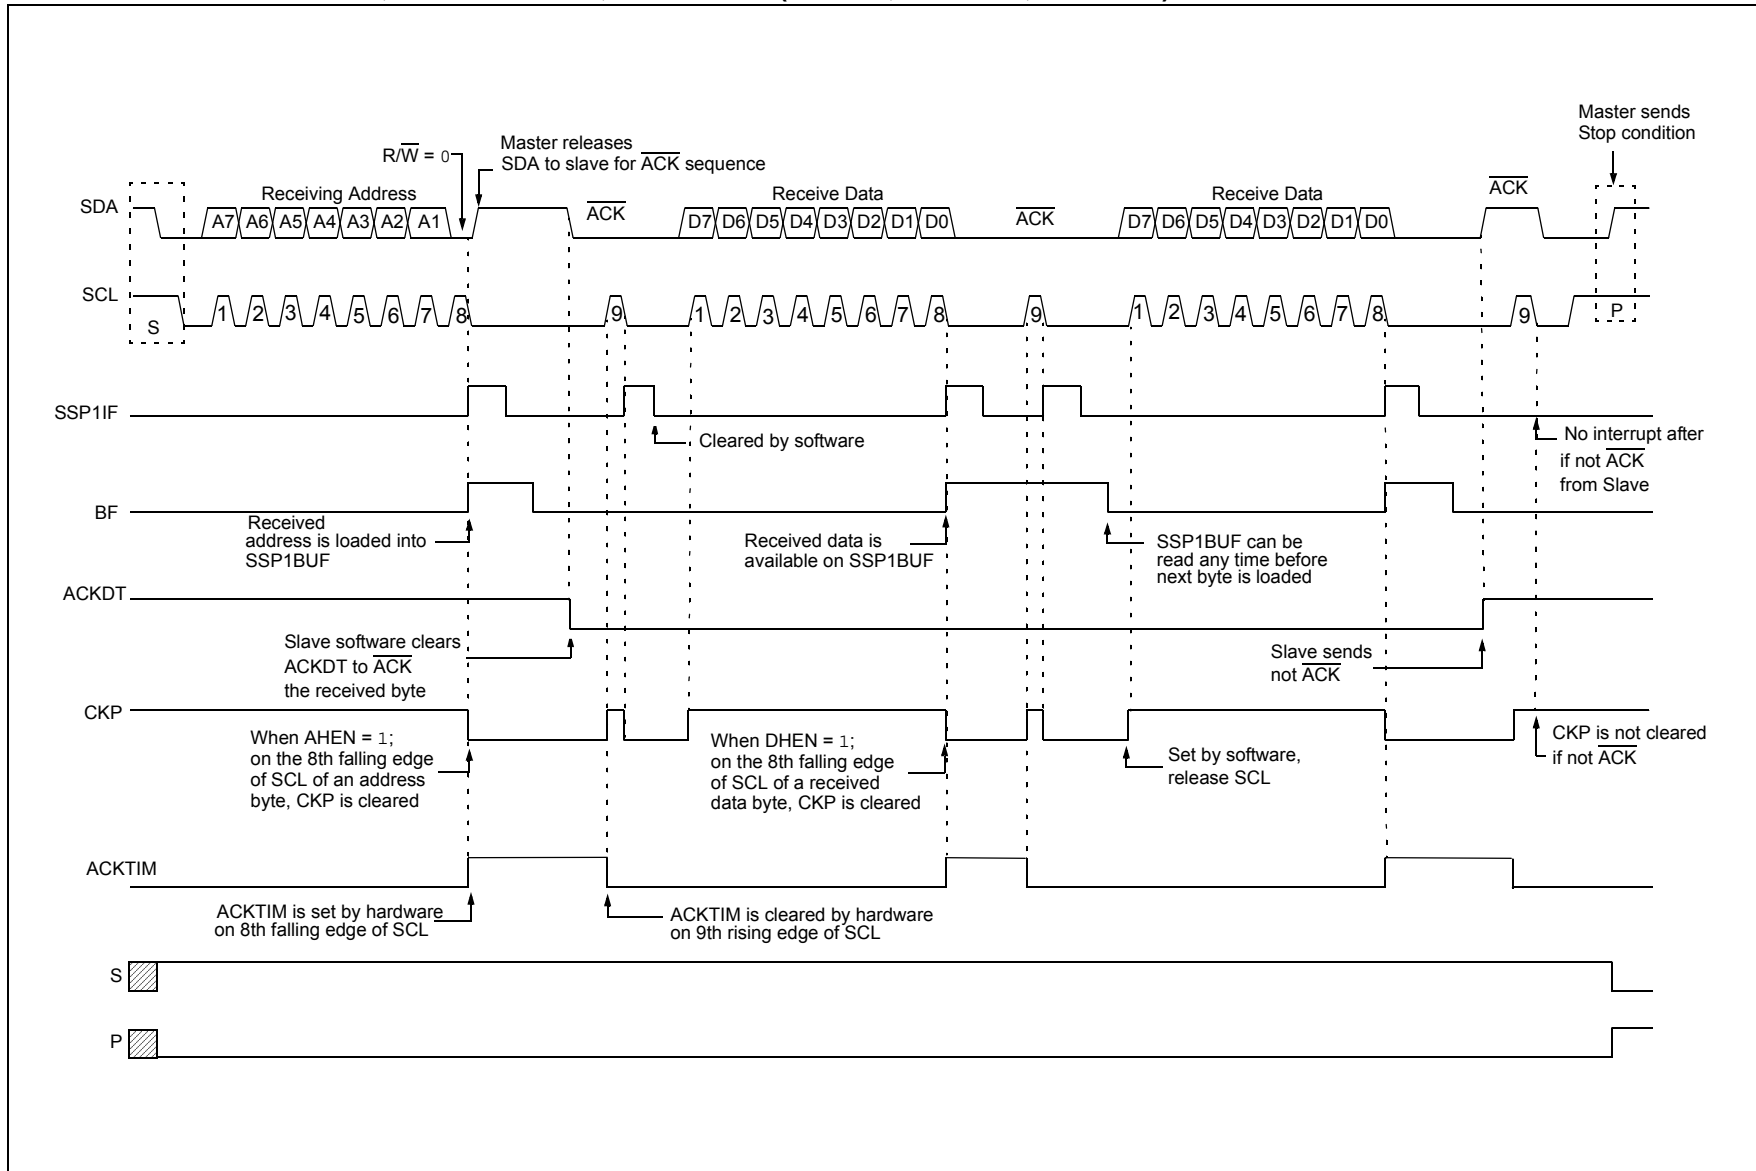 Master sends
Stop condition
Master releases
SDA to slave for ACK sequence
R/W = 0
Receiving Address
Receive Data
Receive Data
ACK
SDA
A7 A6 A5 A4 A3 A2 A1
ACK
D7 D6 D5 D4 D3 D2 D1 D0
ACK
D7 D6 D5 D4 D3 D2 D1 D0
SCL
S
1 2 3 4 5 6 7 8
9
1 2 3 4 5 6 7 8
9
1 2 3 4 5 6 7 8
9
P
SSP1IF
Cleared by software
No interrupt after
if not ACK
from Slave
BF
Received
address is loaded into
SSP1BUF
Received data is
available on SSP1BUF
SSP1BUF can be
read any time before
next byte is loaded
ACKDT
Slave software clears
ACKDT to ACK
the received byte
Slave sends
not ACK
CKP
When AHEN = 1;
on the 8th falling edge
of SCL of an address
byte, CKP is cleared
When DHEN = 1;
on the 8th falling edge
of SCL of a received
data byte, CKP is cleared
Set by software,
release SCL
CKP is not cleared
if not ACK
ACKTIM
ACKTIM is set by hardware
on 8th falling edge of SCL
ACKTIM is cleared by hardware
on 9th rising edge of SCL
S
P